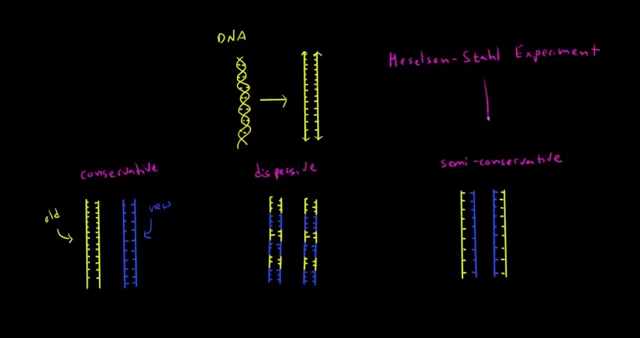 DNA
Meselson-Stahl Experiment
conservative
dispersive
semi-conservative
old
new